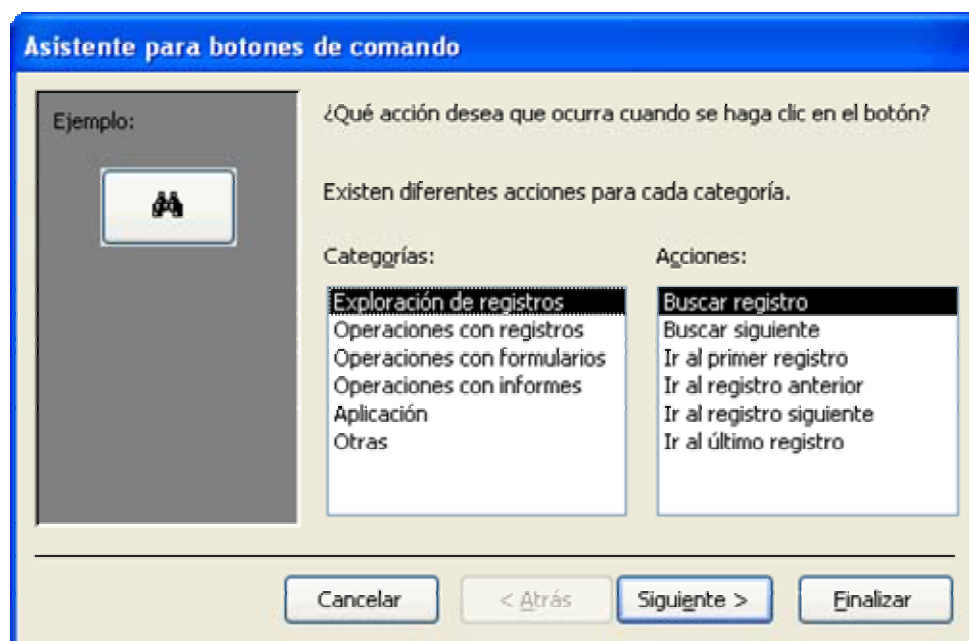 Asistente para botones de comando
Ejemplo:
¿Qué acción desea que ocurra cuando se haga clic en el botón?
Existen diferentes acciones para cada categoría.
Categorías:
Exploración de registros
Operaciones con registros
Operaciones con formularios
Operaciones con informes
Aplicación
Otras
Acciones:
Buscar registro
Buscar siguiente
Ir al primer registro
Ir al registro anterior
Ir al registro siguiente
Ir al último registro
Cancelar
< Atrás
Siguiente >
Finalizar